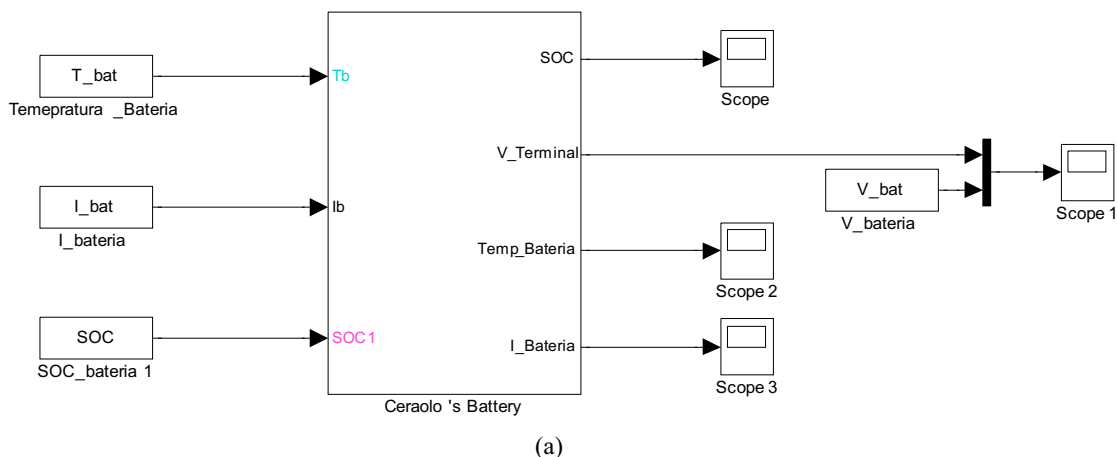 T_bat
Temepratura _Bateria
I_bat
I_bateria
SOC
SOC_bateria 1
Tb
Ib
SOC1
SOC
V_Terminal
Temp_Bateria
I_Bateria
Ceraolo 's Battery
Scope
V_bat
V_bateria
Scope 1
Scope 2
Scope 3
(a)